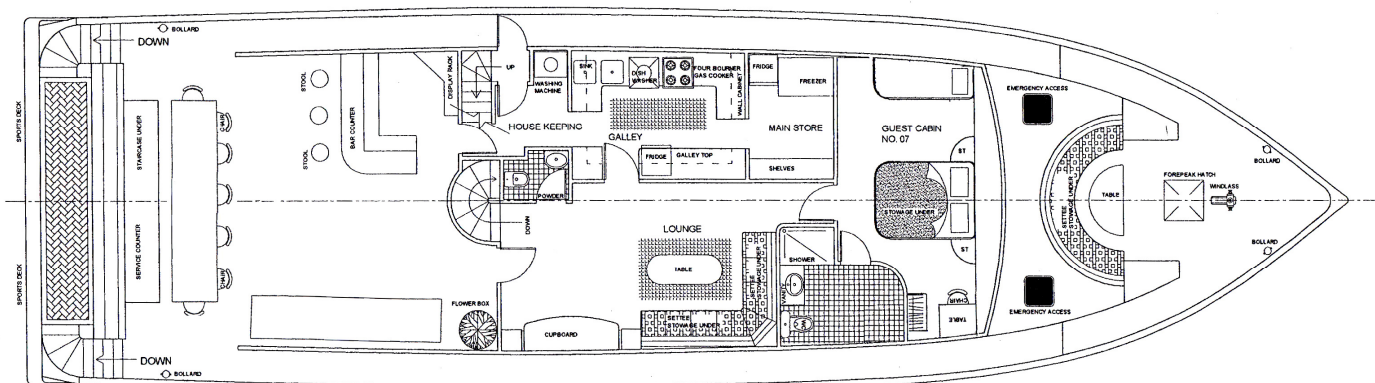 BOLLARD
DOWN
SPORTS DECK
SPORTS DECK
STAIRCASE UNDER
SERVICE COUNTER
CHAIR
CHAIR
STOOL
STOOL
BAR COUNTER
DISPLAY RACK
UP
WASHING MACHINE
SINK
DISH WASHER
FOUR BOURNER
GAS COOKER
WALL CABINET
FRIDGE
FREEZER
HOUSE KEEPING
GALLEY
MAIN STORE
FRIDGE
GALLEY TOP
SHELVES
POWDER
DOWN
LOUNGE
TABLE
SETTEE
STOWAGE UNDER
SETTEE
STOWAGE UNDER
CUPBOARD
FLOWER BOX
DOWN
BOLLARD
GUEST CABIN
NO. 07
ST
STOWAGE UNDER
ST
SHOWER
VANITY
CHAIR
TABLE
EMERGENCY ACCESS
SETTEE
STOWAGE UNDER
TABLE
EMERGENCY ACCESS
FOREPEAK HATCH
WINDLASS
BOLLARD
BOLLARD